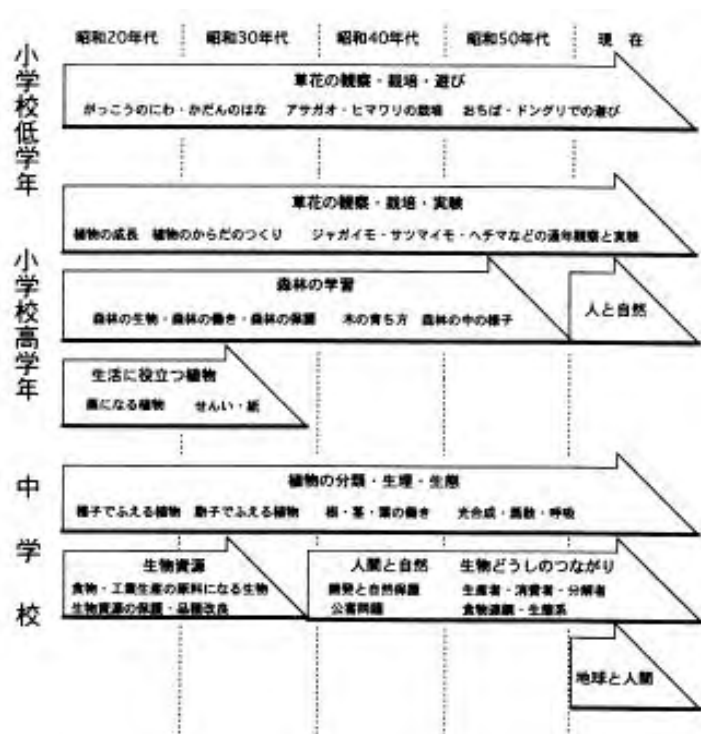 昭和20年代 昭和30年代 昭和40年代 昭和50年代 現 在
小学校低学年
草花の観察・栽培・遊び
がっこうのにわ・かだんのはな アサガオ・ヒマワリの栽培 おちば・ドングリでの遊び
草花の観察・栽培・実験
植物の成長 植物のからだのつくり ジャガイモ・サツマイモ・ヘチマなどの通年観察と実験
小学校高学年
森林の学習
森林の生物・森林の働き・森林の保護 木の育ち方 森林の中の様子
人と自然
生活に役立つ植物
薬になる植物 せんい・紙
中学校
植物の分類・生理・生態
種子でふえる植物 胞子でふえる植物 根・茎・葉の働き 光合成・蒸散・呼吸
生物資源
食物・工業生産の原料になる生物
生物資源の保護・品種改良
人間と自然
開発と自然保護
公害問題
生物どうしのつながり
生産者・消費者・分解者
食物連鎖・生態系
地球と人間